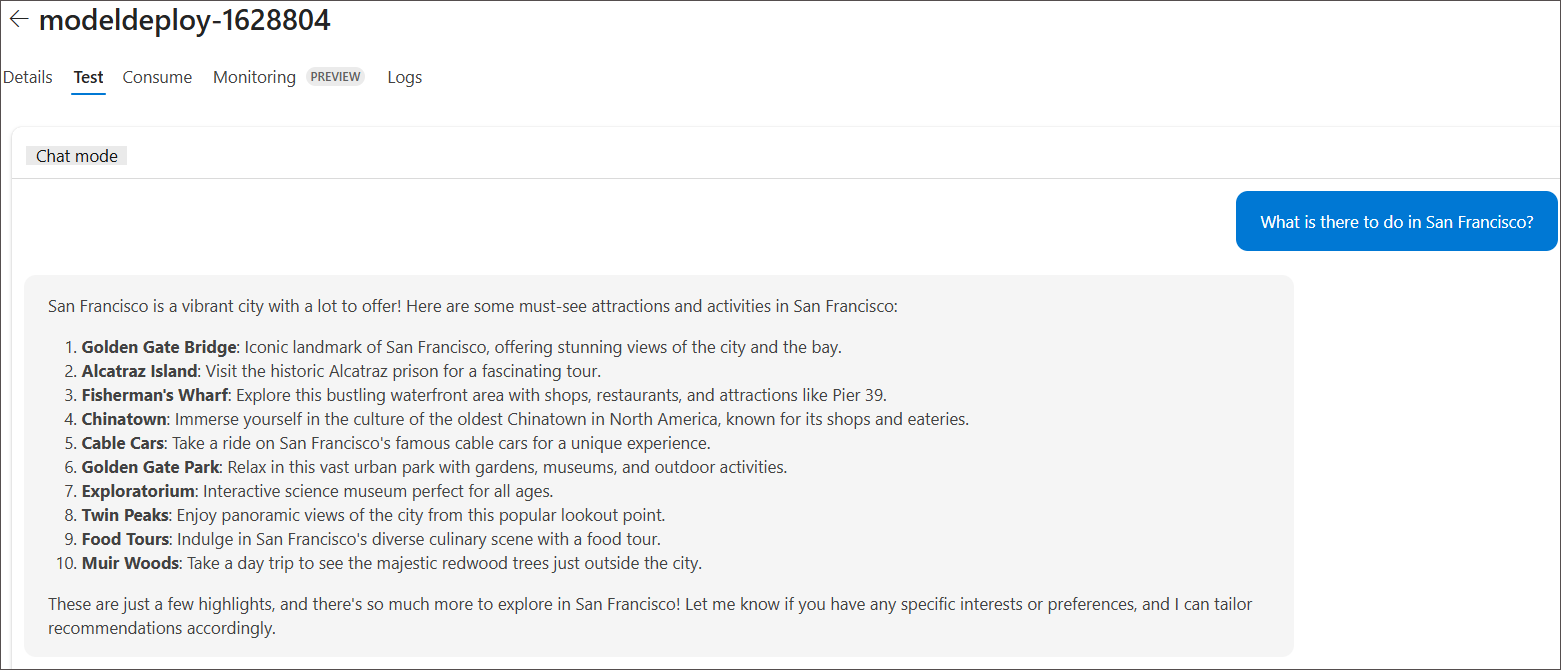 modeldeploy-1628804
Details Test Consume Monitoring PREVIEW Logs
Chat mode
What is there to do in San Francisco?
San Francisco is a vibrant city with a lot to offer! Here are some must-see attractions and activities in San Francisco:
1. Golden Gate Bridge: Iconic landmark of San Francisco, offering stunning views of the city and the bay.
2. Alcatraz Island: Visit the historic Alcatraz prison for a fascinating tour.
3. Fisherman's Wharf: Explore this bustling waterfront area with shops, restaurants, and attractions like Pier 39.
4. Chinatown: Immerse yourself in the culture of the oldest Chinatown in North America, known for its shops and eateries.
5. Cable Cars: Take a ride on San Francisco's famous cable cars for a unique experience.
6. Golden Gate Park: Relax in this vast urban park with gardens, museums, and outdoor activities.
7. Exploratorium: Interactive science museum perfect for all ages.
8. Twin Peaks: Enjoy panoramic views of the city from this popular lookout point.
9. Food Tours: Indulge in San Francisco's diverse culinary scene with a food tour.
10. Muir Woods: Take a day trip to see the majestic redwood trees just outside the city.
These are just a few highlights, and there's so much more to explore in San Francisco! Let me know if you have any specific interests or preferences, and I can tailor
recommendations accordingly.